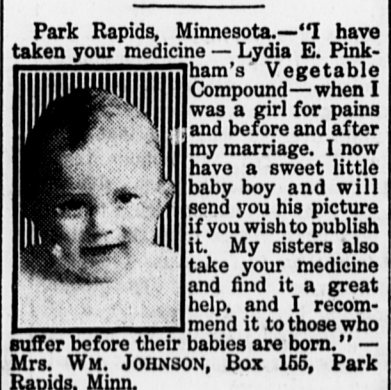 Park Rapids, Minnesota.—"I have
taken your medicine — Lydia E. Pink-
ham's Vegetable
Compound—when I
was a girl for pains
and before and after
my marriage. I now
have a sweet little
baby boy and will
send you his picture
if you wish to publish
it. My sisters also
take your medicine
and find it a great
help, and I recom-
mend it to those who
suffer before their babies are born." —
Mrs. WM. JOHNSON, Box 155, Park
Rapids, Minn.